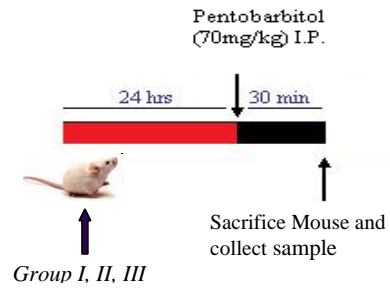 Pentobarbitol
(70mg/kg) I.P.
24 hrs
30 min
Sacrifice Mouse and
collect sample
Group I, II, III